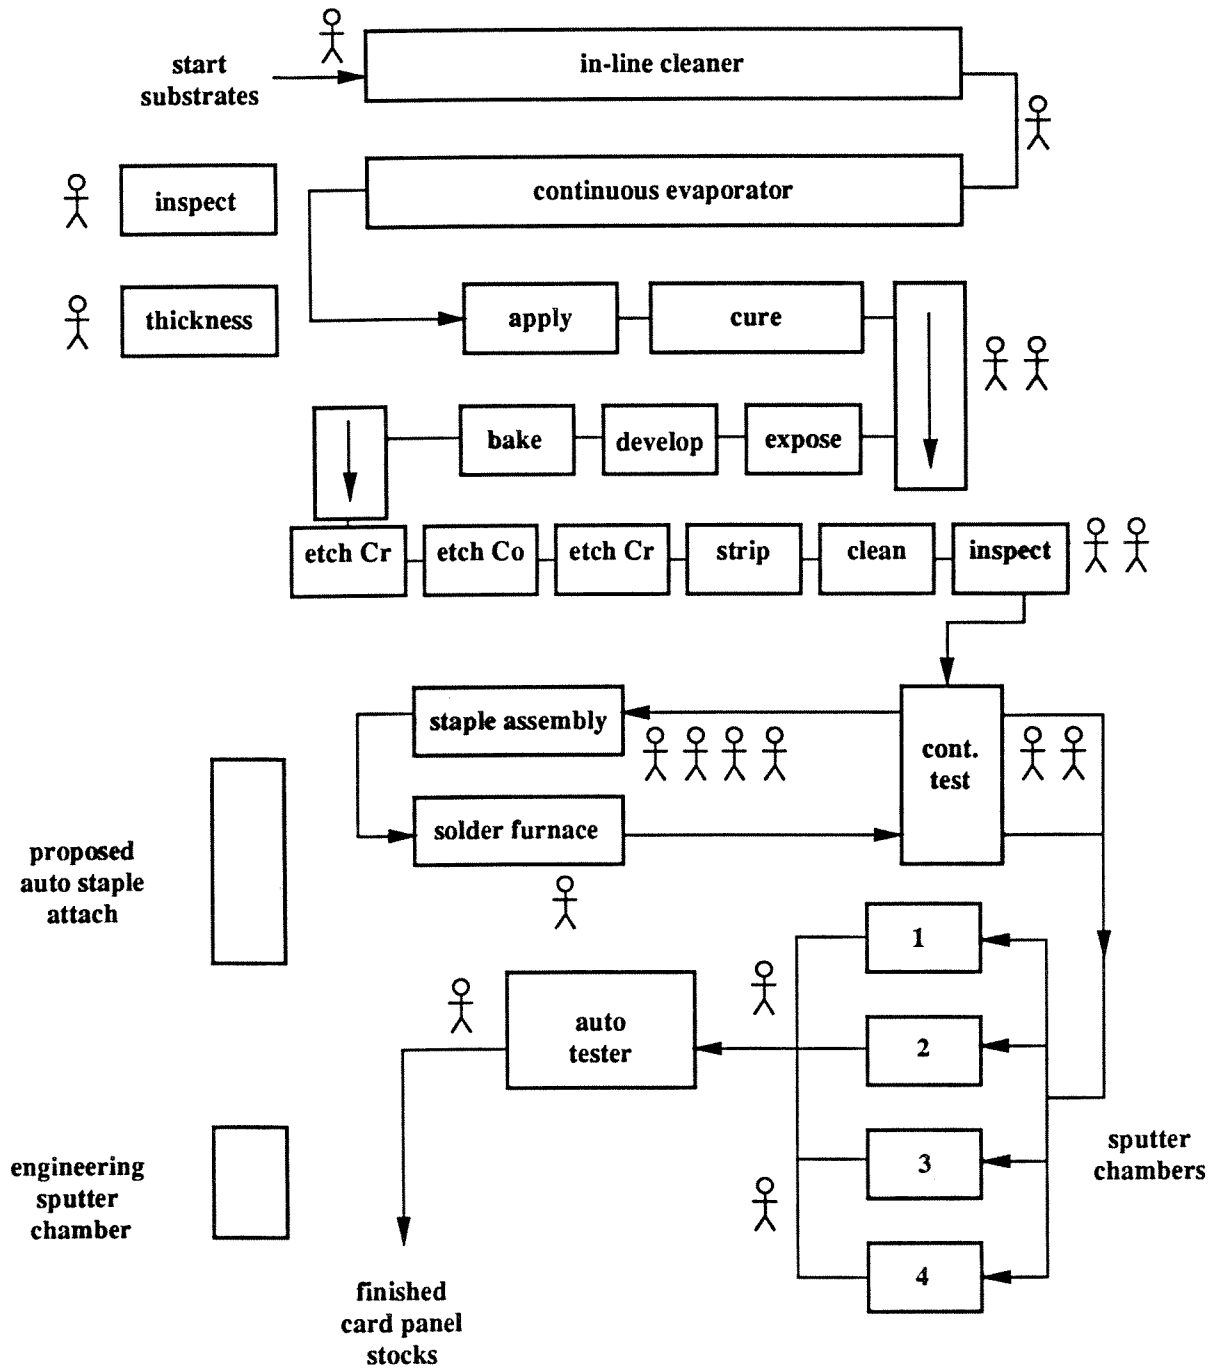 start
substrates
in-line cleaner
inspect
continuous evaporator
thickness
apply
cure
bake
develop
expose
etch Cr
etch Co
etch Cr
strip
clean
inspect
staple assembly
cont.
test
solder furnace
proposed
auto staple
attach
1
auto
tester
2
engineering
sputter
chamber
3
sputter
chambers
4
finished
card panel
stocks